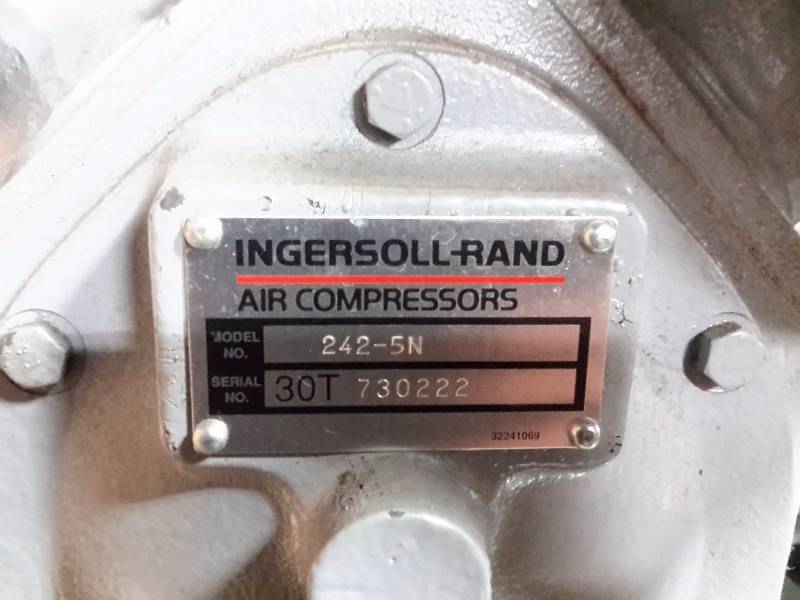 INGERSOLL-RAND
AIR COMPRESSORS
MODEL NO. 242-5N
SERIAL NO. 30T 730222
32241069